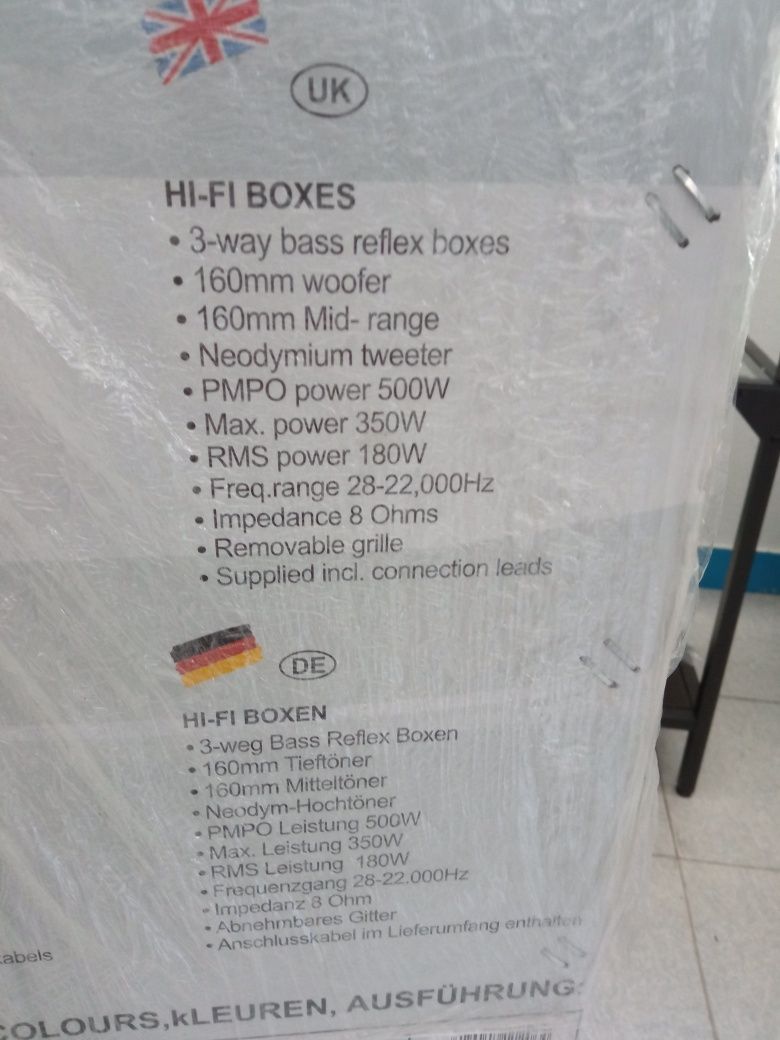 UK
HI-FI BOXES
• 3-way bass reflex boxes
• 160mm woofer
• 160mm Mid- range
• Neodymium tweeter
• PMPO power 500W
• Max. power 350W
• RMS power 180W
• Freq.range 28-22,000Hz
• Impedance 8 Ohms
• Removable grille
• Supplied incl. connection leads
DE
HI-FI BOXEN
• 3-weg Bass Reflex Boxen
• 160mm Tieftöner
• 160mm Mitteltöner
• Neodym-Hochtöner
• PMPO Leistung 500W
• Max. Leistung 350W
• RMS Leistung 180W
• Frequenzgang 28-22.000Hz
• Impedanz 8 Ohm
• Abnehmbares Gitter
• Anschlusskabel im Lieferumfang enthalten
kabels
COLOURS,kLEUREN, AUSFÜHRUNG: